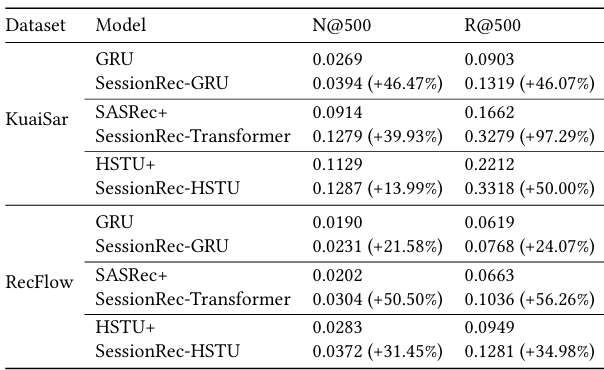 Dataset Model N@500 R@500
GRU 0.0269 0.0903
SessionRec-GRU 0.0394 (+46.47%) 0.1319 (+46.07%)
KuaiSar
SASRec+ 0.0914 0.1662
SessionRec-Transformer 0.1279 (+39.93%) 0.3279 (+97.29%)
HSTU+ 0.1129 0.2212
SessionRec-HSTU 0.1287 (+13.99%) 0.3318 (+50.00%)
GRU 0.0190 0.0619
SessionRec-GRU 0.0231 (+21.58%) 0.0768 (+24.07%)
RecFlow
SASRec+ 0.0202 0.0663
SessionRec-Transformer 0.0304 (+50.50%) 0.1036 (+56.26%)
HSTU+ 0.0283 0.0949
SessionRec-HSTU 0.0372 (+31.45%) 0.1281 (+34.98%)